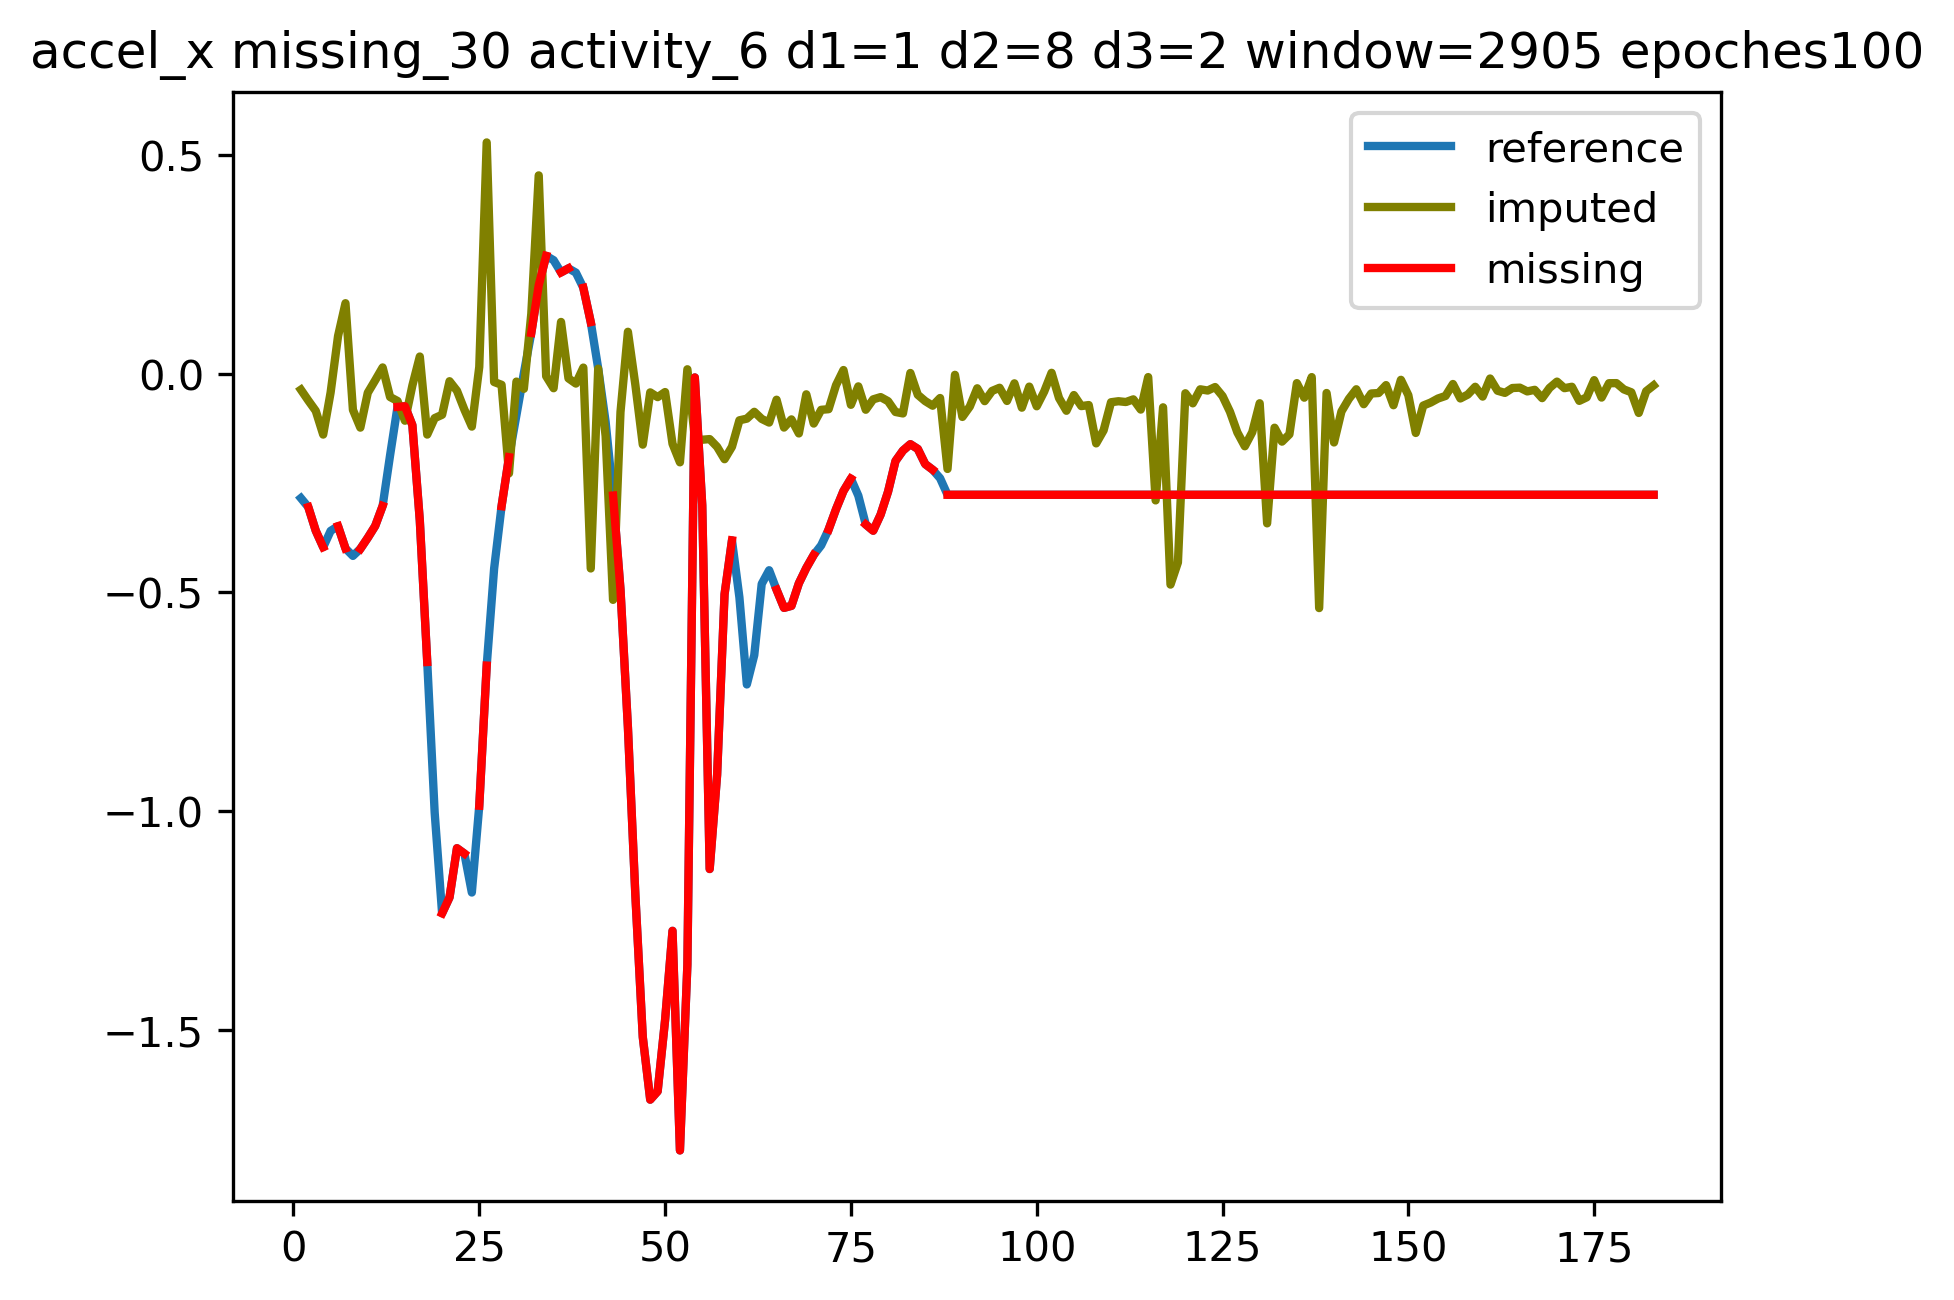 accel_x missing_30 activity_6 d1=1 d2=8 d3=2 window=2905 epoches100
reference
imputed
missing
0.5
0.0
−0.5
−1.0
−1.5
0 25 50 75 100 125 150 175